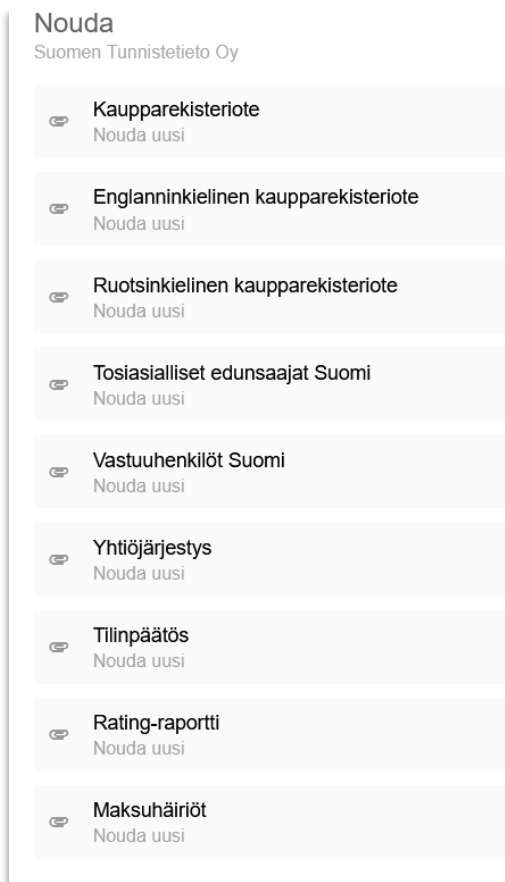 Nouda
Suomen Tunnistetieto Oy
Kaupparekisteriote
Nouda uusi
Englanninkielinen kaupparekisteriote
Nouda uusi
Ruotsinkielinen kaupparekisteriote
Nouda uusi
Tosiasialliset edunsaajat Suomi
Nouda uusi
Vastuuhenkilöt Suomi
Nouda uusi
Yhtiöjärjestys
Nouda uusi
Tilinpäätös
Nouda uusi
Rating-raportti
Nouda uusi
Maksuhäiriöt
Nouda uusi